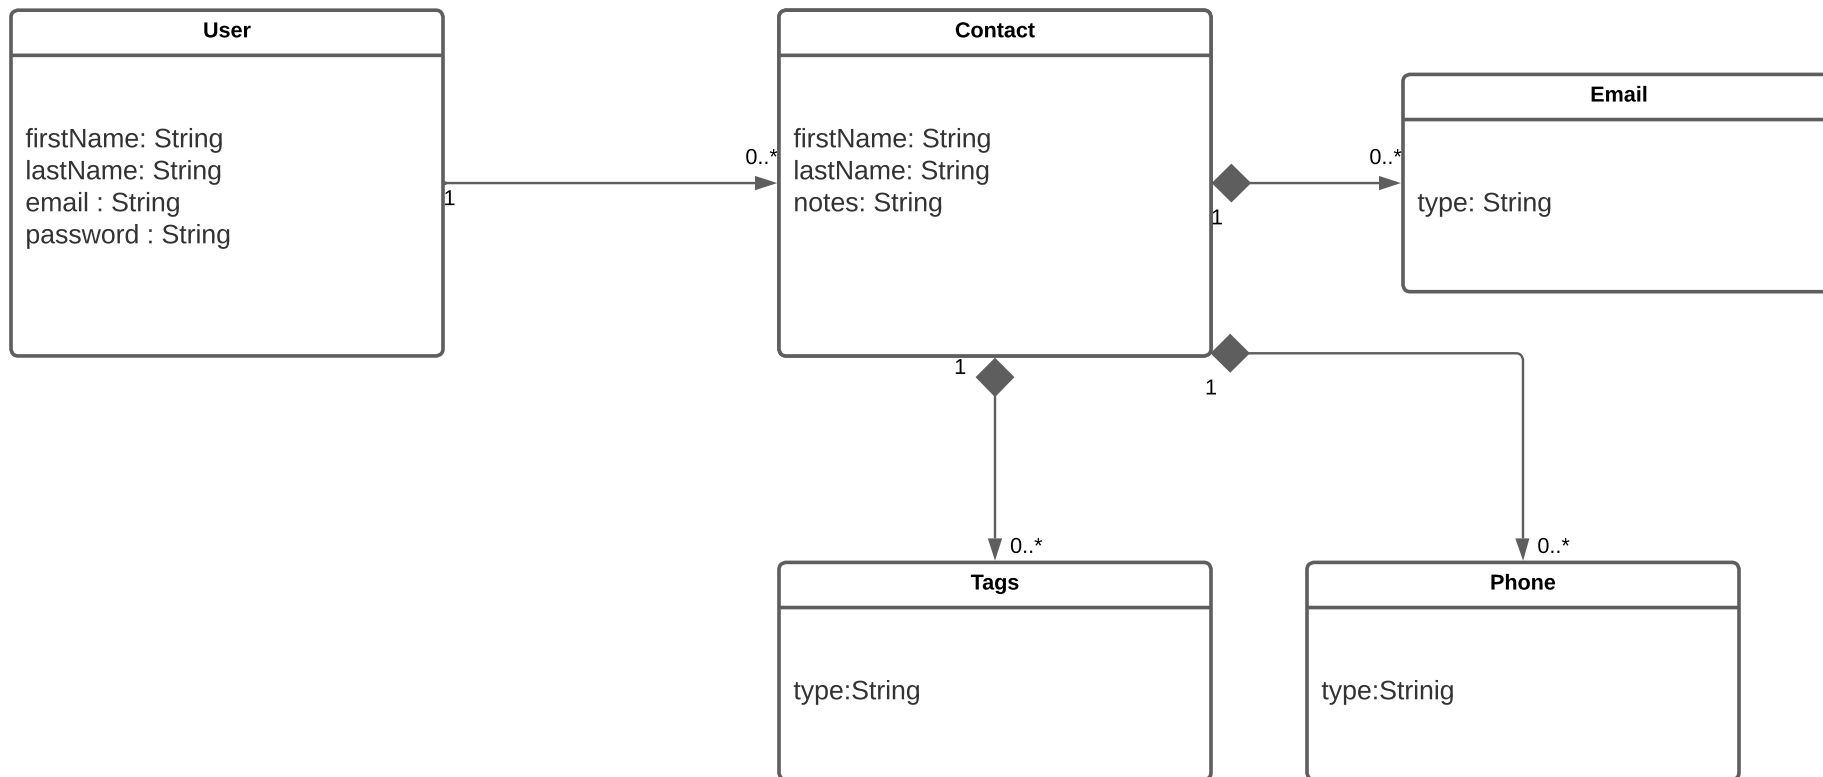 User
firstName: String
lastName: String
email : String
password : String
1
0..*
Contact
firstName: String
lastName: String
notes: String
1
0..*
Email
type: String
1
0..*
Tags
type:String
1
0..*
Phone
type:Strinig